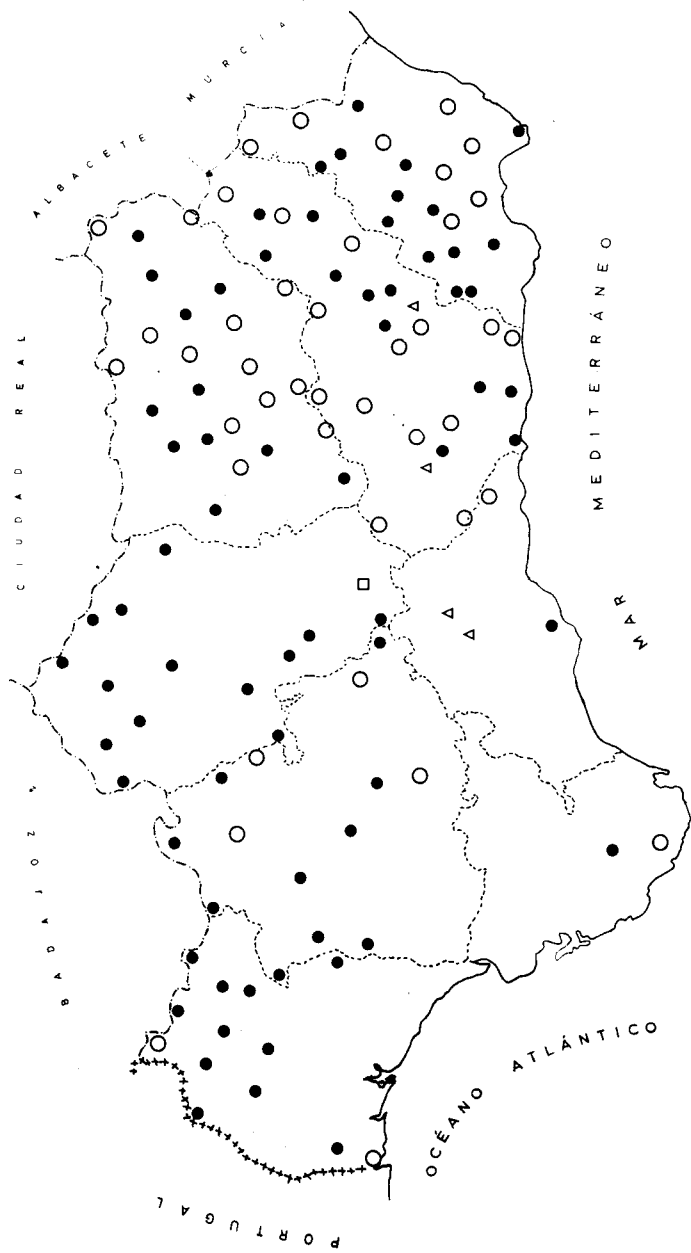 ALBACETE
MURCIA
CIUDAD REAL
BADAJOZ
PORTUGAL
OCÉANO ATLÁNTICO
MAR
MEDITERRÁNEO